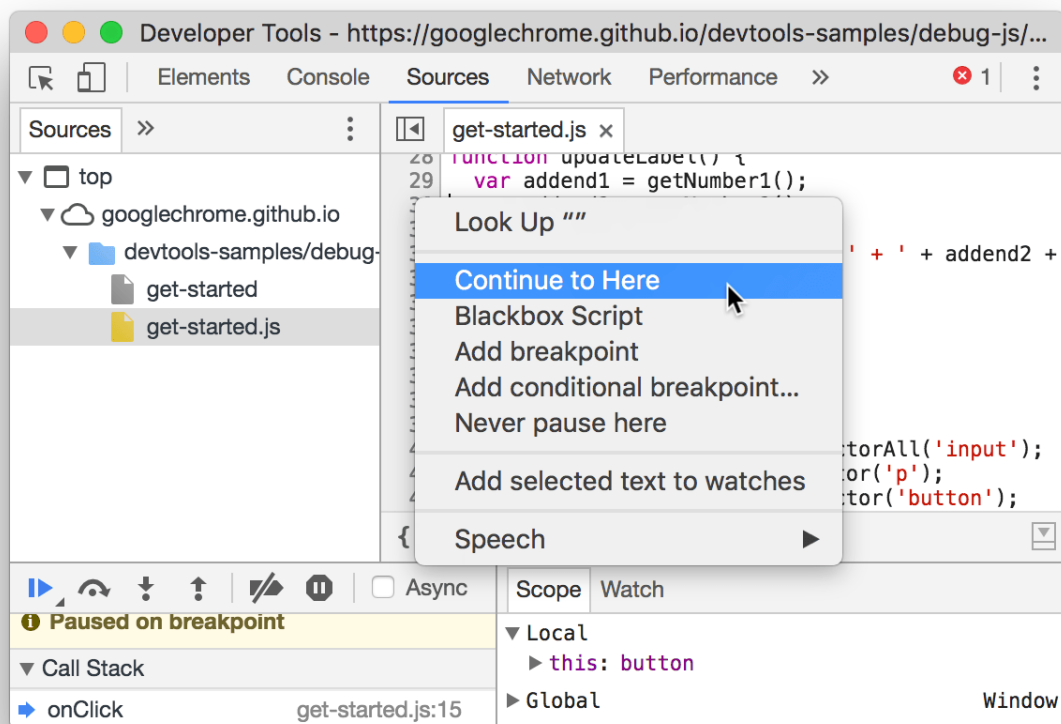 Developer Tools - https://googlechrome.github.io/devtools-samples/debug-js/...
Elements Console Sources Network Performance » 1
Sources »
get-started.js ×
top
googlechrome.github.io
devtools-samples/debug-
get-started
get-started.js
28 function updateLabel() {
29 var addend1 = getNumber1();
' + ' + addend2 +
torAll('input');
tor('p');
tor('button');
{
Look Up “”
Continue to Here
Blackbox Script
Add breakpoint
Add conditional breakpoint...
Never pause here
Add selected text to watches
Speech
Async
Paused on breakpoint
Call Stack
onClick get-started.js:15
Scope Watch
Local
this: button
Global Window